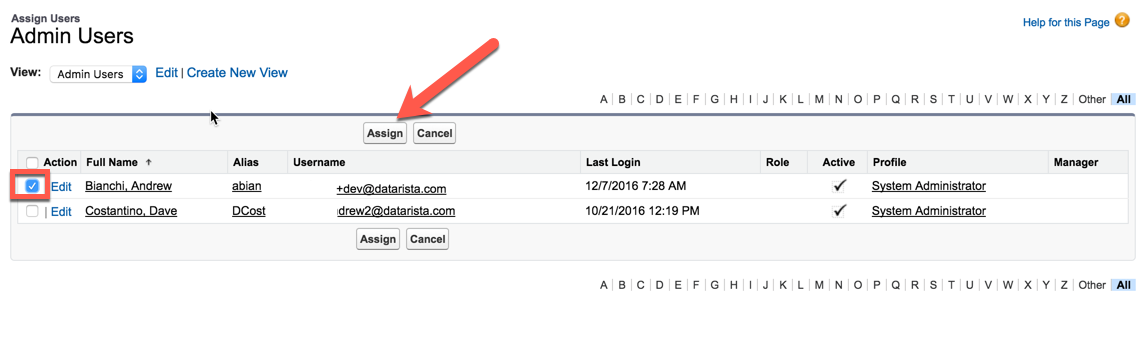 Assign Users
Admin Users
Help for this Page ?
View: Admin Users Edit | Create New View
A B C D E F G H I J K L M N O P Q R S T U V W X Y Z Other All
Assign Cancel
Action Full Name Alias Username Last Login Role Active Profile Manager
Edit Bianchi, Andrew abian +dev@datarista.com 12/7/2016 7:28 AM System Administrator
| Edit Costantino, Dave DCost drew2@datarista.com 10/21/2016 12:19 PM System Administrator
Assign Cancel
A B C D E F G H I J K L M N O P Q R S T U V W X Y Z Other All